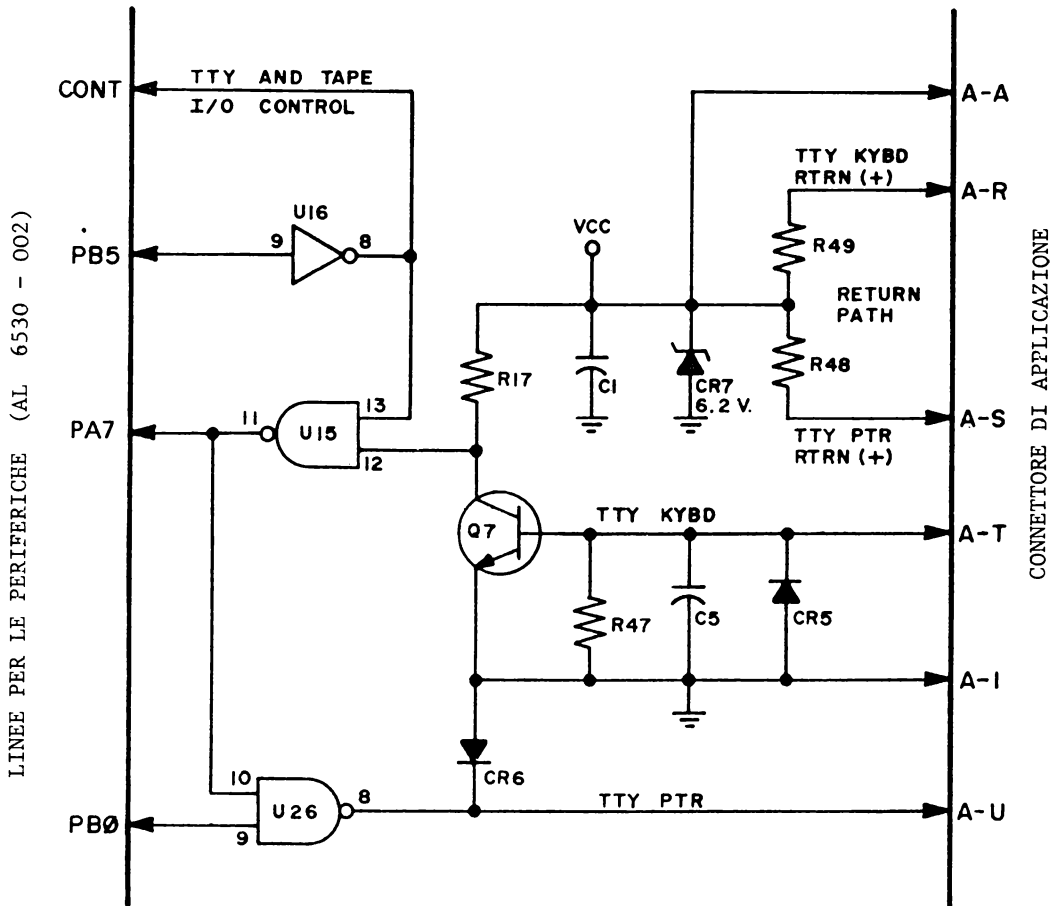 CONT
TTY AND TAPE
I/O CONTROL
A-A
TTY KYBD
RTRN (+)
A-R
U16
PB5
9
8
VCC
R49
RETURN
PATH
R17
C1
CR7
6.2 V.
R48
A-S
TTY PTR
RTRN (+)
PA7
11
U15
13
12
Q7
TTY KYBD
A-T
R47
C5
CR5
A-I
CR6
10
U26
8
9
PBØ
TTY PTR
A-U
LINEE PER LE PERIFERICHE (AL 6530 - 002)
CONNETTORE DI APPLICAZIONE